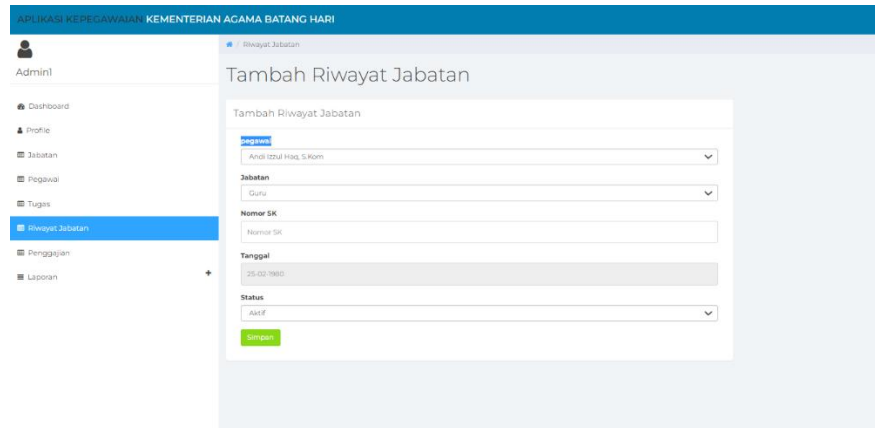 APLIKASI KEPEGAWAIAN KEMENTERIAN AGAMA BATANG HARI
/ Riwayat Jabatan
Admin1
Tambah Riwayat Jabatan
Dashboard
Profile
Jabatan
Pegawai
Tugas
Riwayat Jabatan
Penggajian
Laporan +
Tambah Riwayat Jabatan
pegawai
Andi Izzul Haq, S.Kom
Jabatan
Guru
Nomor SK
Nomor SK
Tanggal
25-02-1980
Status
Aktif
Simpan